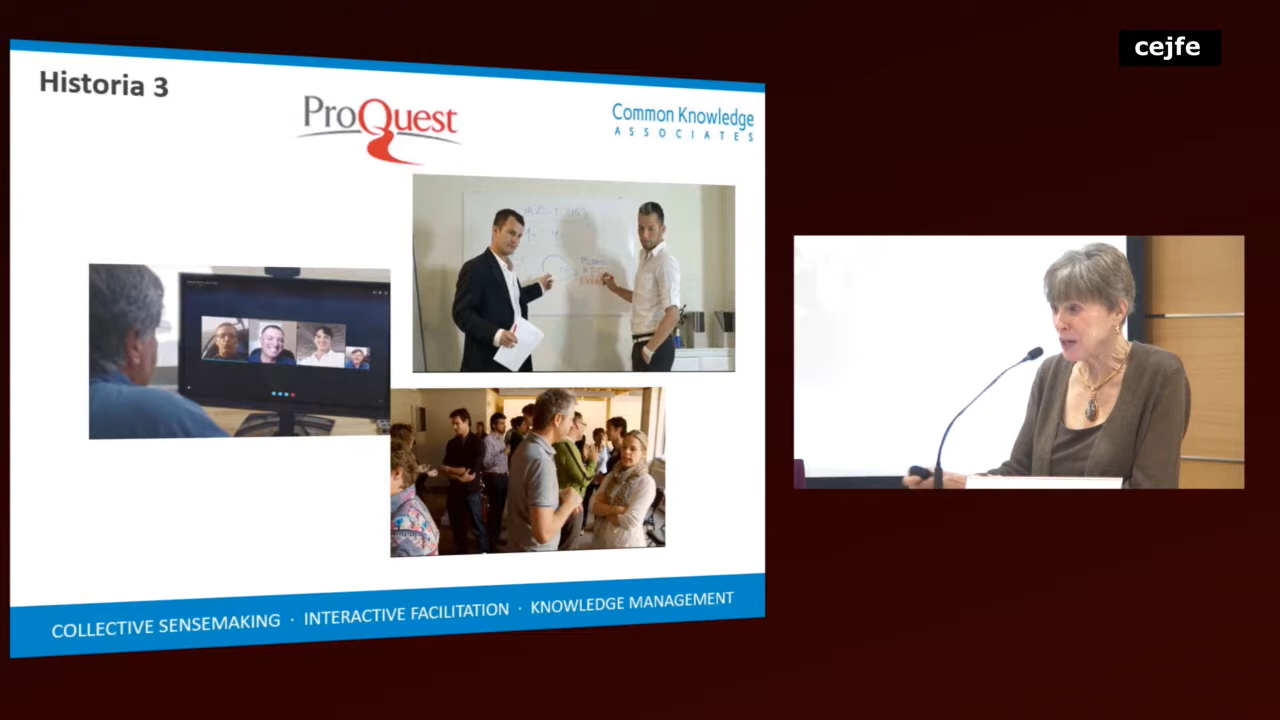 cejfe
Historia 3
ProQuest
Common Knowledge
ASSOCIATES
COLLECTIVE SENSEMAKING · INTERACTIVE FACILITATION · KNOWLEDGE MANAGEMENT